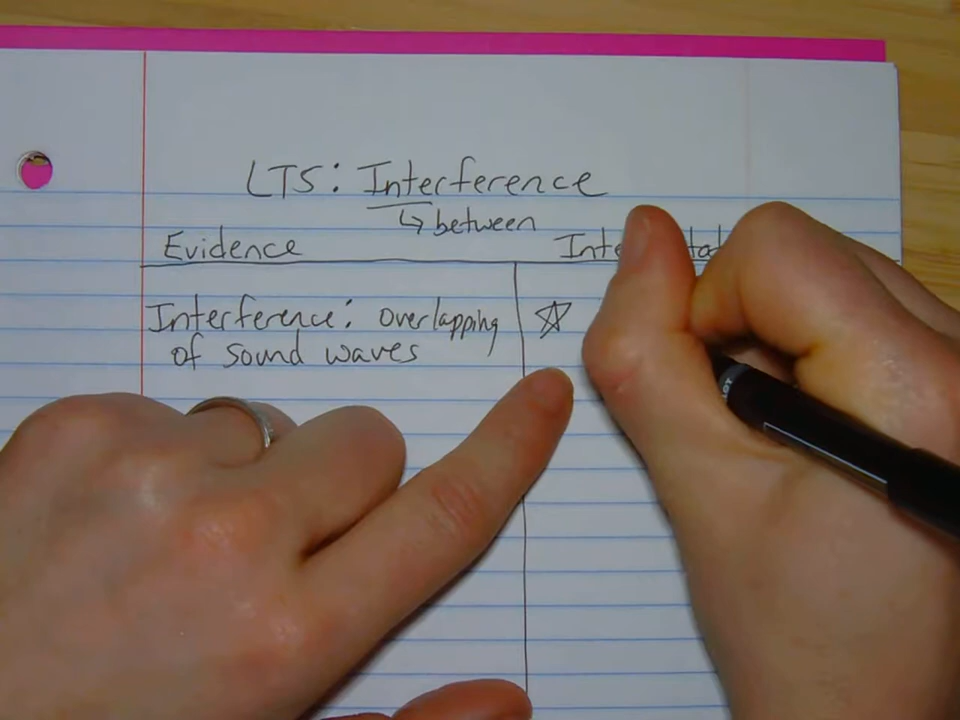 LTS: Interference
↳ between
Evidence
Interference: overlapping
of sound waves